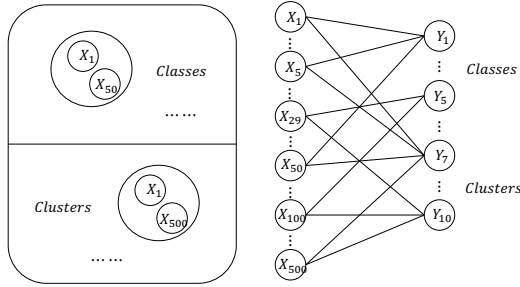 X1
X50
Classes
... ...
Clusters
X1
X500
... ...
X1
⋮
X5
⋮
X29
⋮
X50
⋮
X100
⋮
X500
Y1
⋮
Y5
⋮
Y7
⋮
Y10
Classes
Clusters